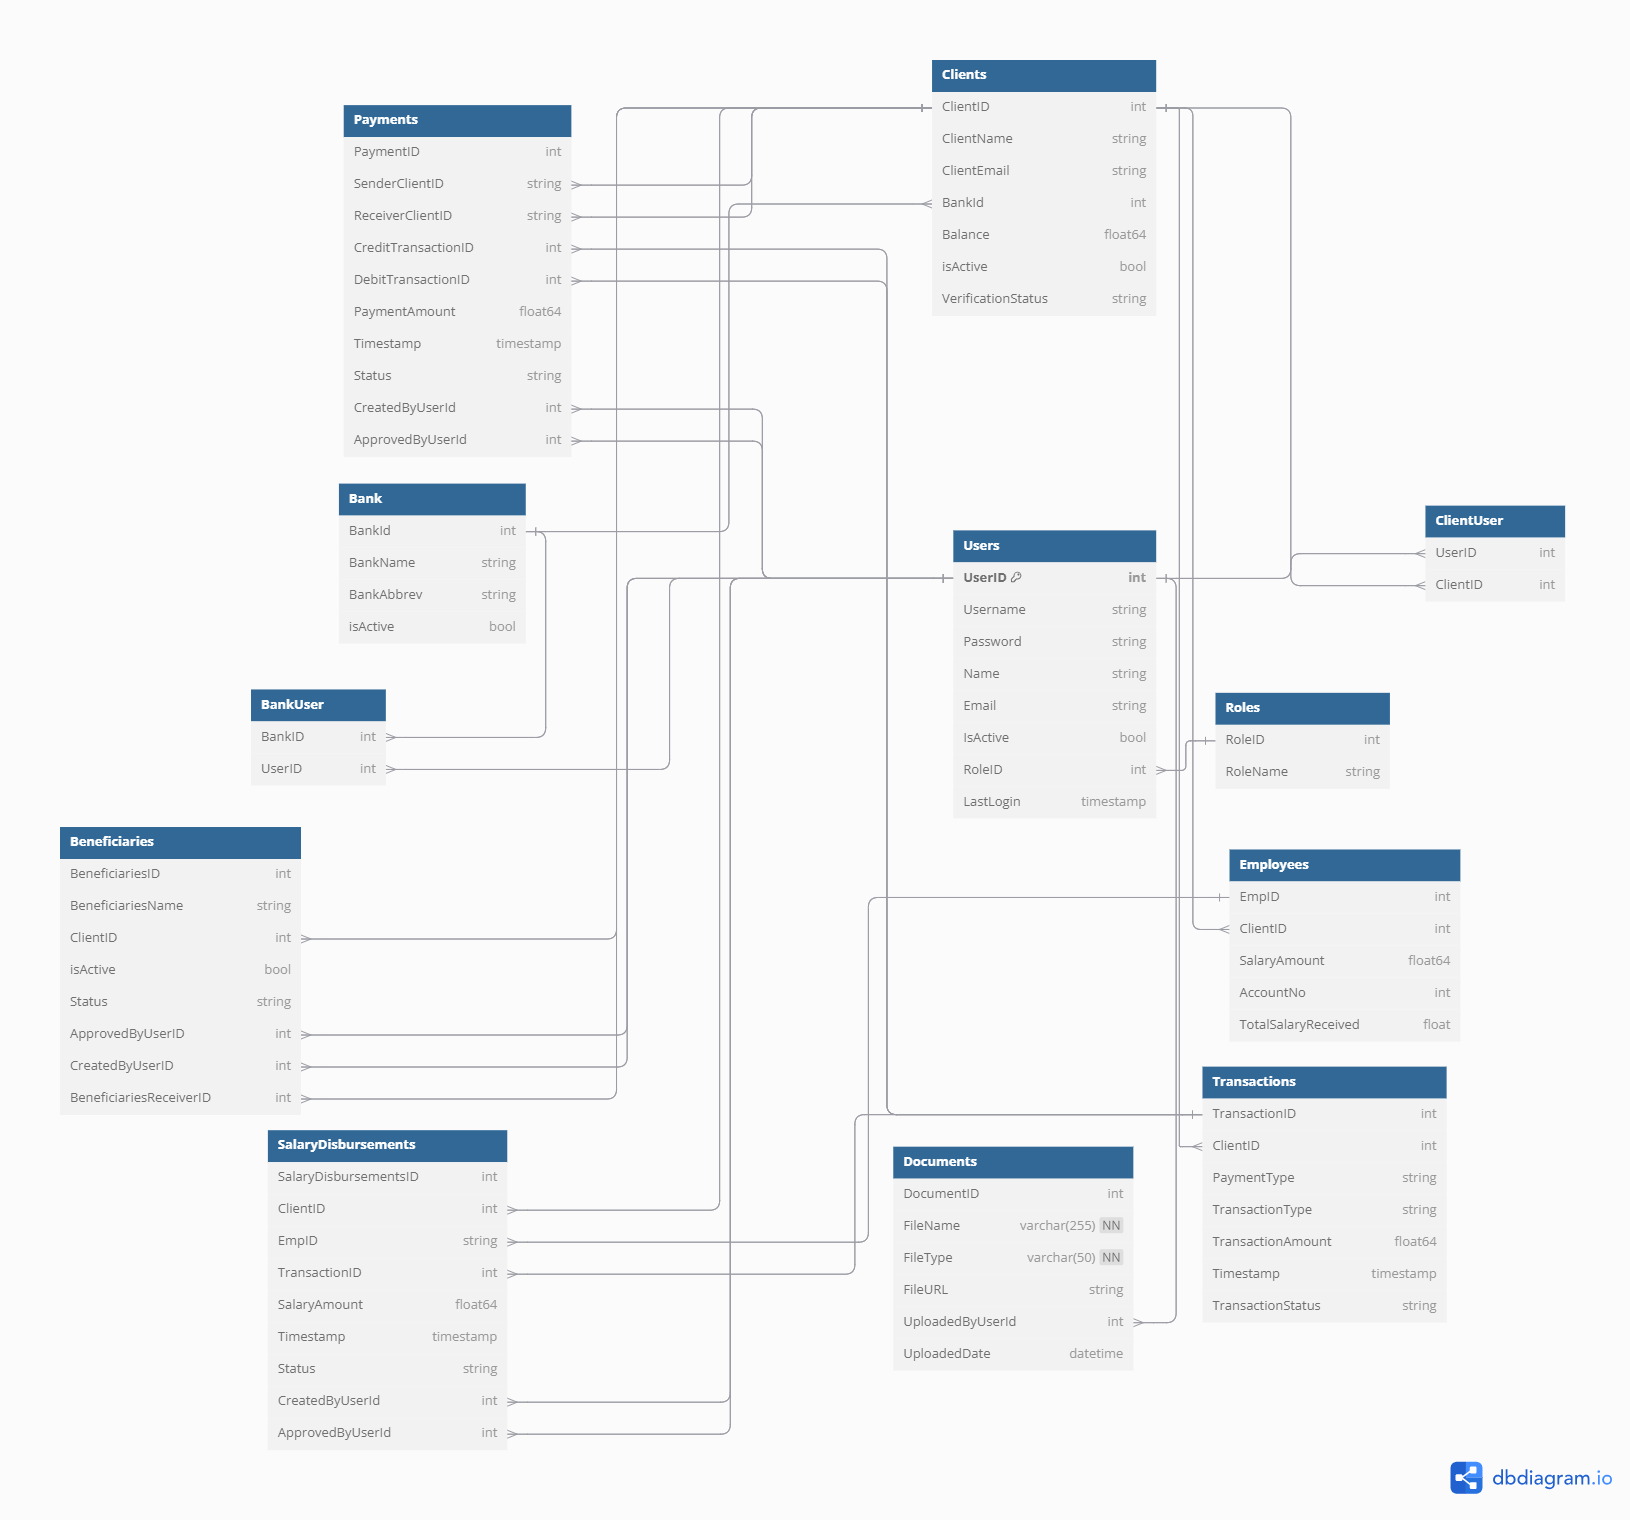 Clients
ClientID int
ClientName string
ClientEmail string
BankId int
Balance float64
isActive bool
VerificationStatus string
Payments
PaymentID int
SenderClientID string
ReceiverClientID string
CreditTransactionID int
DebitTransactionID int
PaymentAmount float64
Timestamp timestamp
Status string
CreatedByUserId int
ApprovedByUserId int
Bank
BankId int
BankName string
BankAbbrev string
isActive bool
ClientUser
UserID int
ClientID int
Users
UserID int
Username string
Password string
Name string
Email string
IsActive bool
RoleID int
LastLogin timestamp
BankUser
BankID int
UserID int
Roles
RoleID int
RoleName string
Beneficiaries
BeneficiariesID int
BeneficiariesName string
ClientID int
isActive bool
Status string
ApprovedByUserID int
CreatedByUserID int
BeneficiariesReceiverID int
Employees
EmpID int
ClientID int
SalaryAmount float64
AccountNo int
TotalSalaryReceived float
Transactions
TransactionID int
ClientID int
PaymentType string
TransactionType string
TransactionAmount float64
Timestamp timestamp
TransactionStatus string
SalaryDisbursements
SalaryDisbursementsID int
ClientID int
EmpID string
TransactionID int
SalaryAmount float64
Timestamp timestamp
Status string
CreatedByUserId int
ApprovedByUserId int
Documents
DocumentID int
FileName varchar(255) NN
FileType varchar(50) NN
FileURL string
UploadedByUserId int
UploadedDate datetime
dbdiagram.io